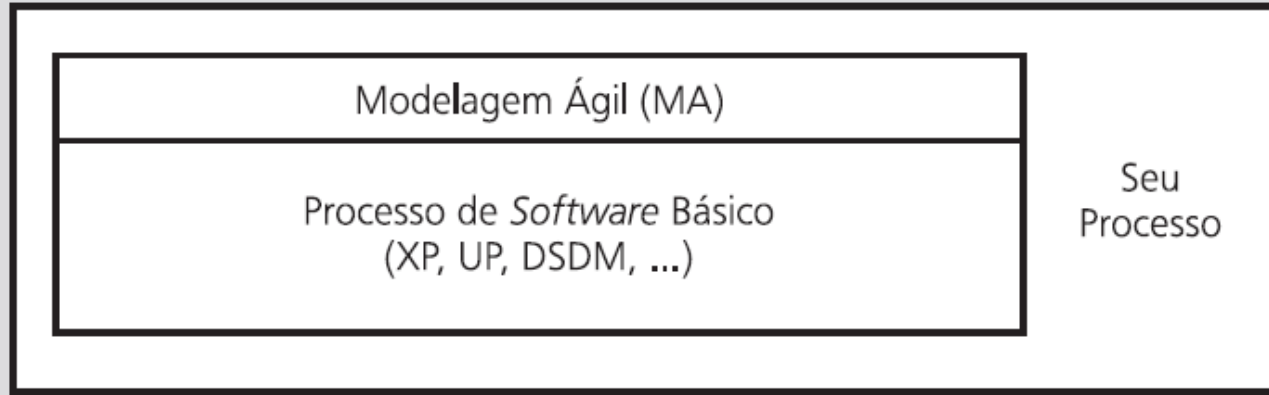 Modelagem Ágil (MA)
Processo de Software Básico
(XP, UP, DSDM, ...)
Seu
Processo